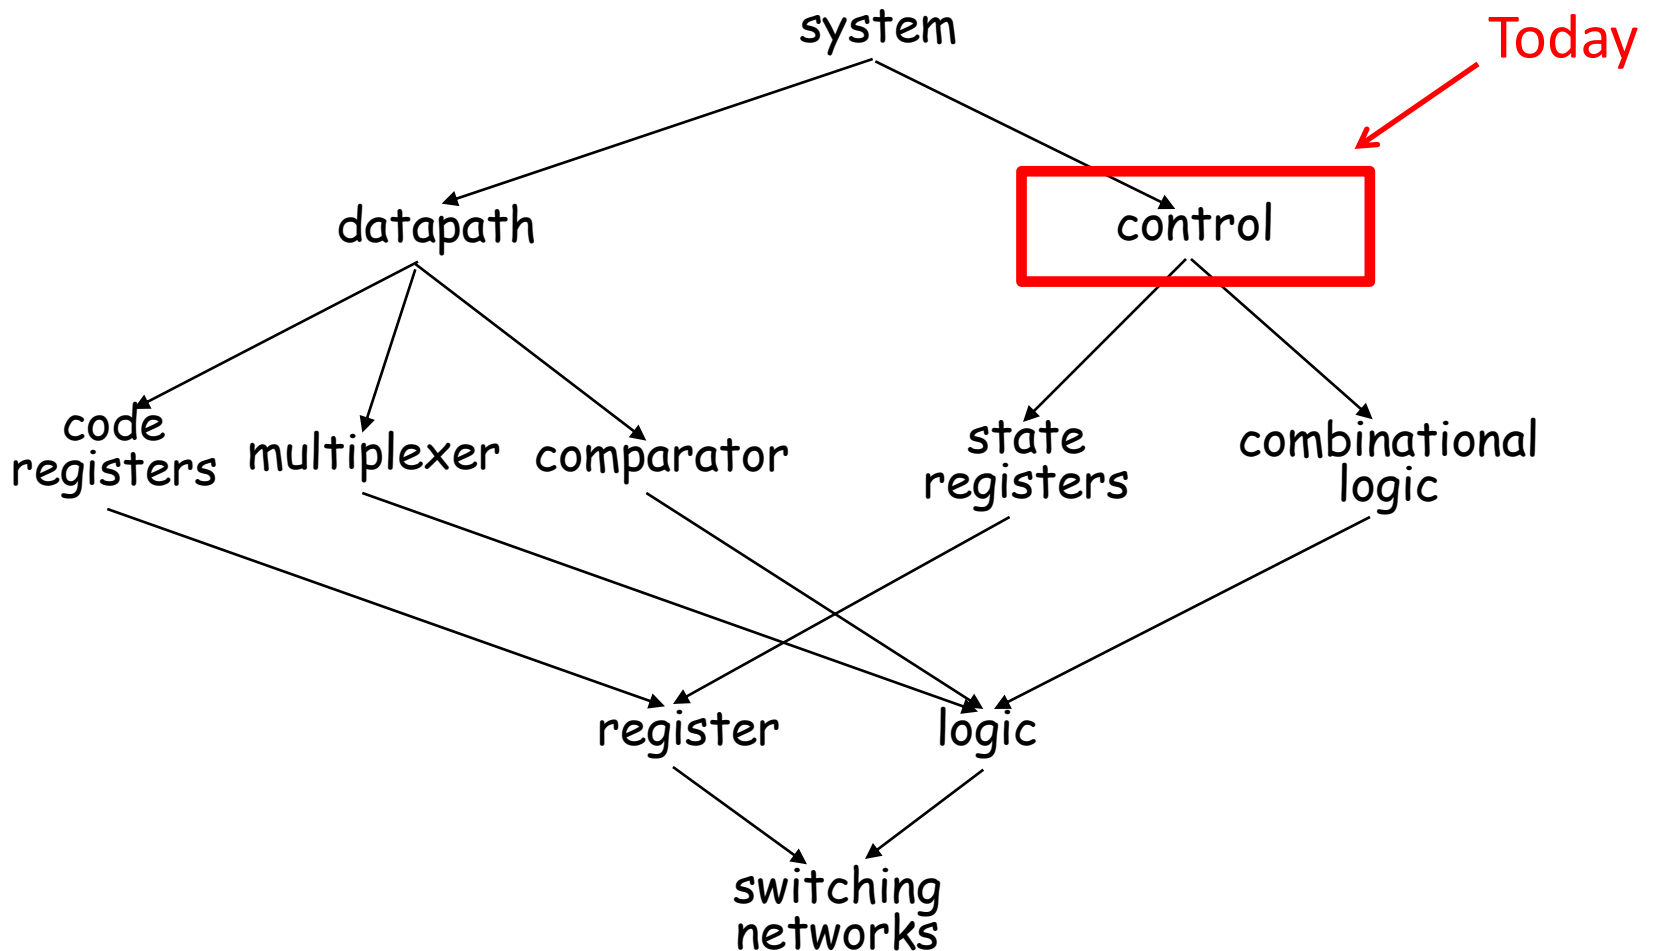 system
Today
datapath
control
code
registers
multiplexer
comparator
state
registers
combinational
logic
register
logic
switching
networks